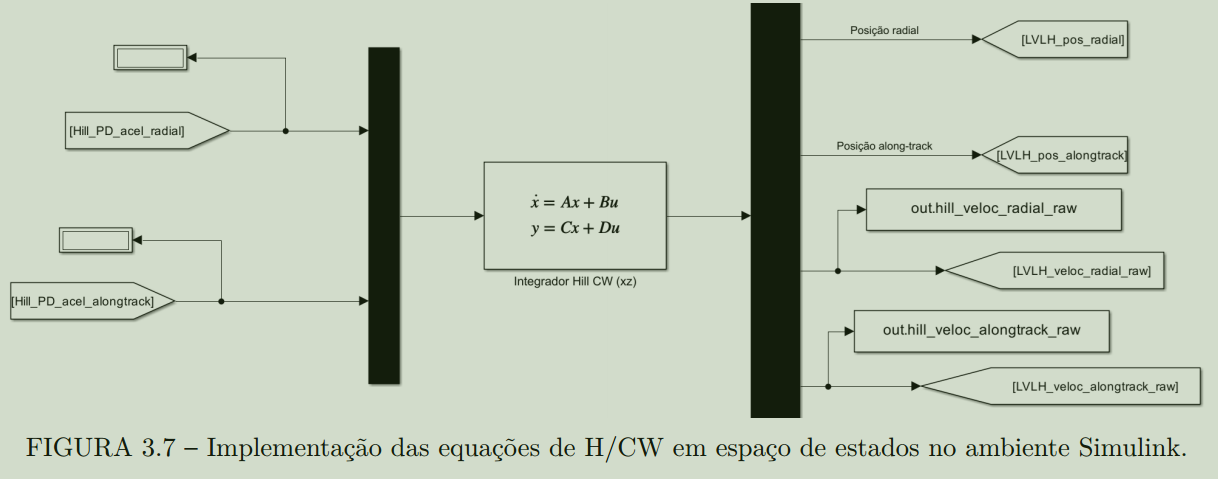 Posição radial
[LVLH_pos_radial]
[Hill_PD_acel_radial]
Posição along-track
[LVLH_pos_alongtrack]
ẋ = Ax + Bu
y = Cx + Du
out.hill_veloc_radial_raw
Integrador Hill CW (xz)
[LVLH_veloc_radial_raw]
[Hill_PD_acel_alongtrack]
out.hill_veloc_alongtrack_raw
[LVLH_veloc_alongtrack_raw]
FIGURA 3.7 – Implementação das equações de H/CW em espaço de estados no ambiente Simulink.